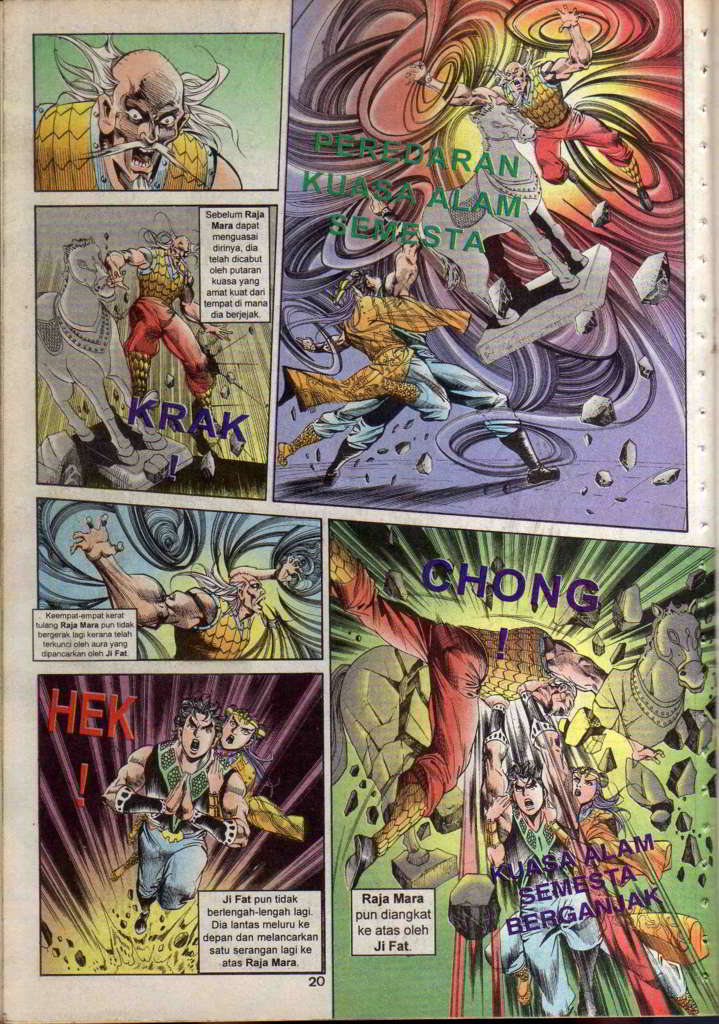 PEREDARAN
KUASA ALAM
SEMESTA
Sebelum Raja
Mara dapat
menguasai
dirinya, dia
telah dicabut
oleh putaran
kuasa yang
amat kuat dari
tempat di mana
dia berjejak.
KRAK
!
Keempat-empat kerat
tulang Raja Mara pun tidak
bergerak lagi kerana telah
terkunci oleh aura yang
dipancarkan oleh Ji Fat.
CHONG
!
HEK
!
Ji Fat pun tidak
bertengah-lengah lagi.
Dia lantas meluru ke
depan dan melancarkan
satu serangan lagi ke
atas Raja Mara.
Raja Mara
pun diangkat
ke atas oleh
Ji Fat.
KUASA ALAM
SEMESTA
BERGANJAK
20